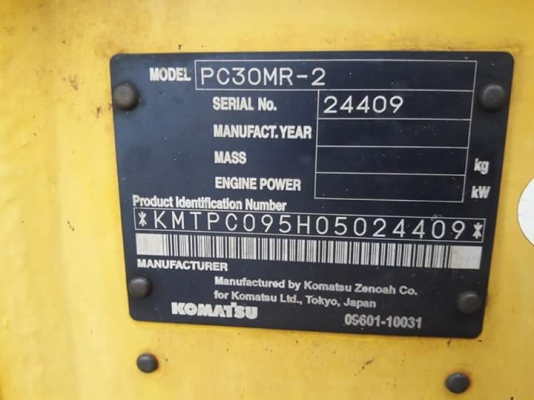 MODEL PC30MR-2
SERIAL No. 24409
MANUFACT. YEAR
MASS kg
ENGINE POWER kW
Product Identification Number
*KMTPC095H05024409*
MANUFACTURER
Manufactured by Komatsu Zenoah Co.
for Komatsu Ltd., Tokyo, Japan
KOMATSU 09601-10031